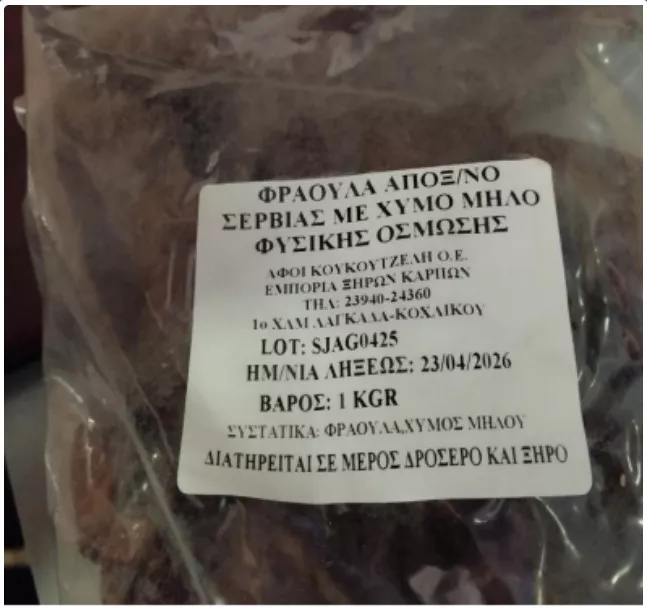 ΦΡΑΟΥΛΑ ΑΠΟΞ/ΝΟ
ΣΕΡΒΙΑΣ ΜΕ ΧΥΜΟ ΜΗΛΟ
ΦΥΣΙΚΗΣ ΟΣΜΩΣΗΣ
ΑΦΟΙ ΚΟΥΚΟΥΤΖΕΛΗ Ο.Ε.
ΕΜΠΟΡΙΑ ΞΗΡΩΝ ΚΑΡΠΩΝ
ΤΗΛ: 23940-24360
1ο ΧΛΜ ΛΑΓΚΑΔΑ-ΚΟΧΛΙΚΟΥ
LOT: SJAG0425
ΗΜ/ΝΙΑ ΛΗΞΕΩΣ: 23/04/2026
ΒΑΡΟΣ: 1 KGR
ΣΥΣΤΑΤΙΚΑ: ΦΡΑΟΥΛΑ,ΧΥΜΟΣ ΜΗΛΟΥ
ΔΙΑΤΗΡΕΙΤΑΙ ΣΕ ΜΕΡΟΣ ΔΡΟΣΕΡΟ ΚΑΙ ΞΗΡΟ